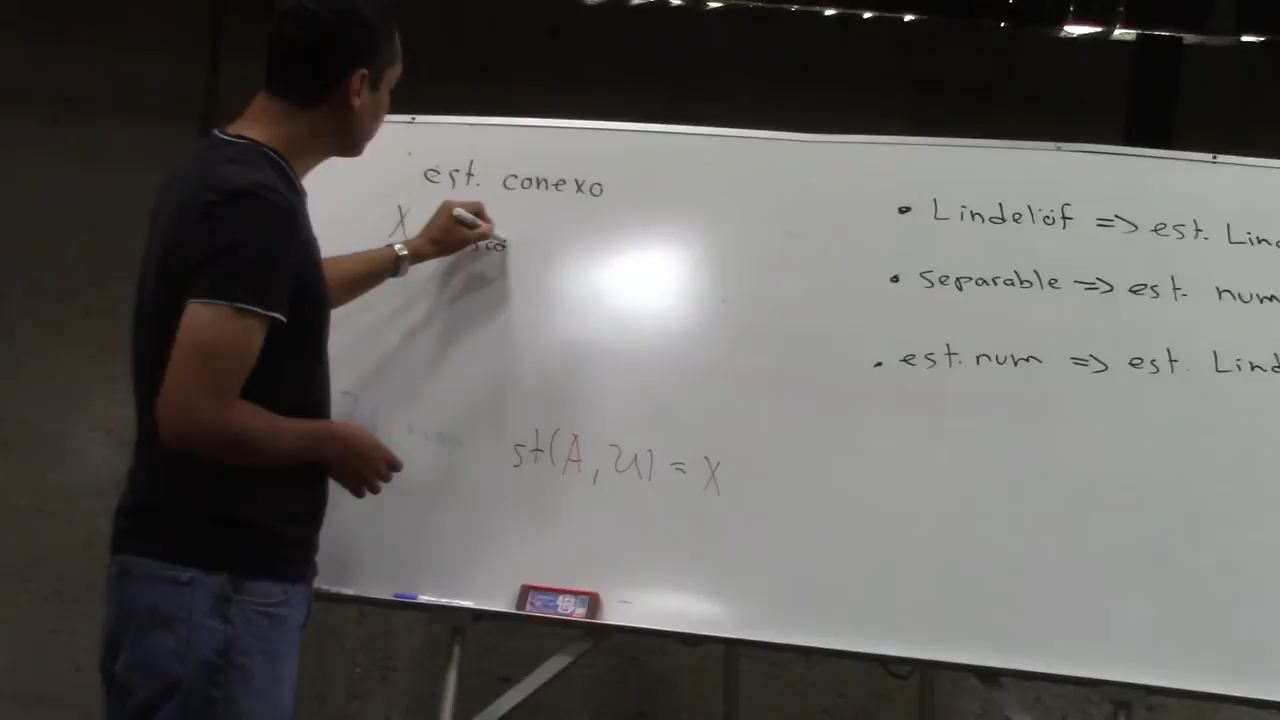 est. conexo
X
st(A, U) = X
• Lindelöf => est. Lind
• Separable => est. num
• est. num => est. Lind